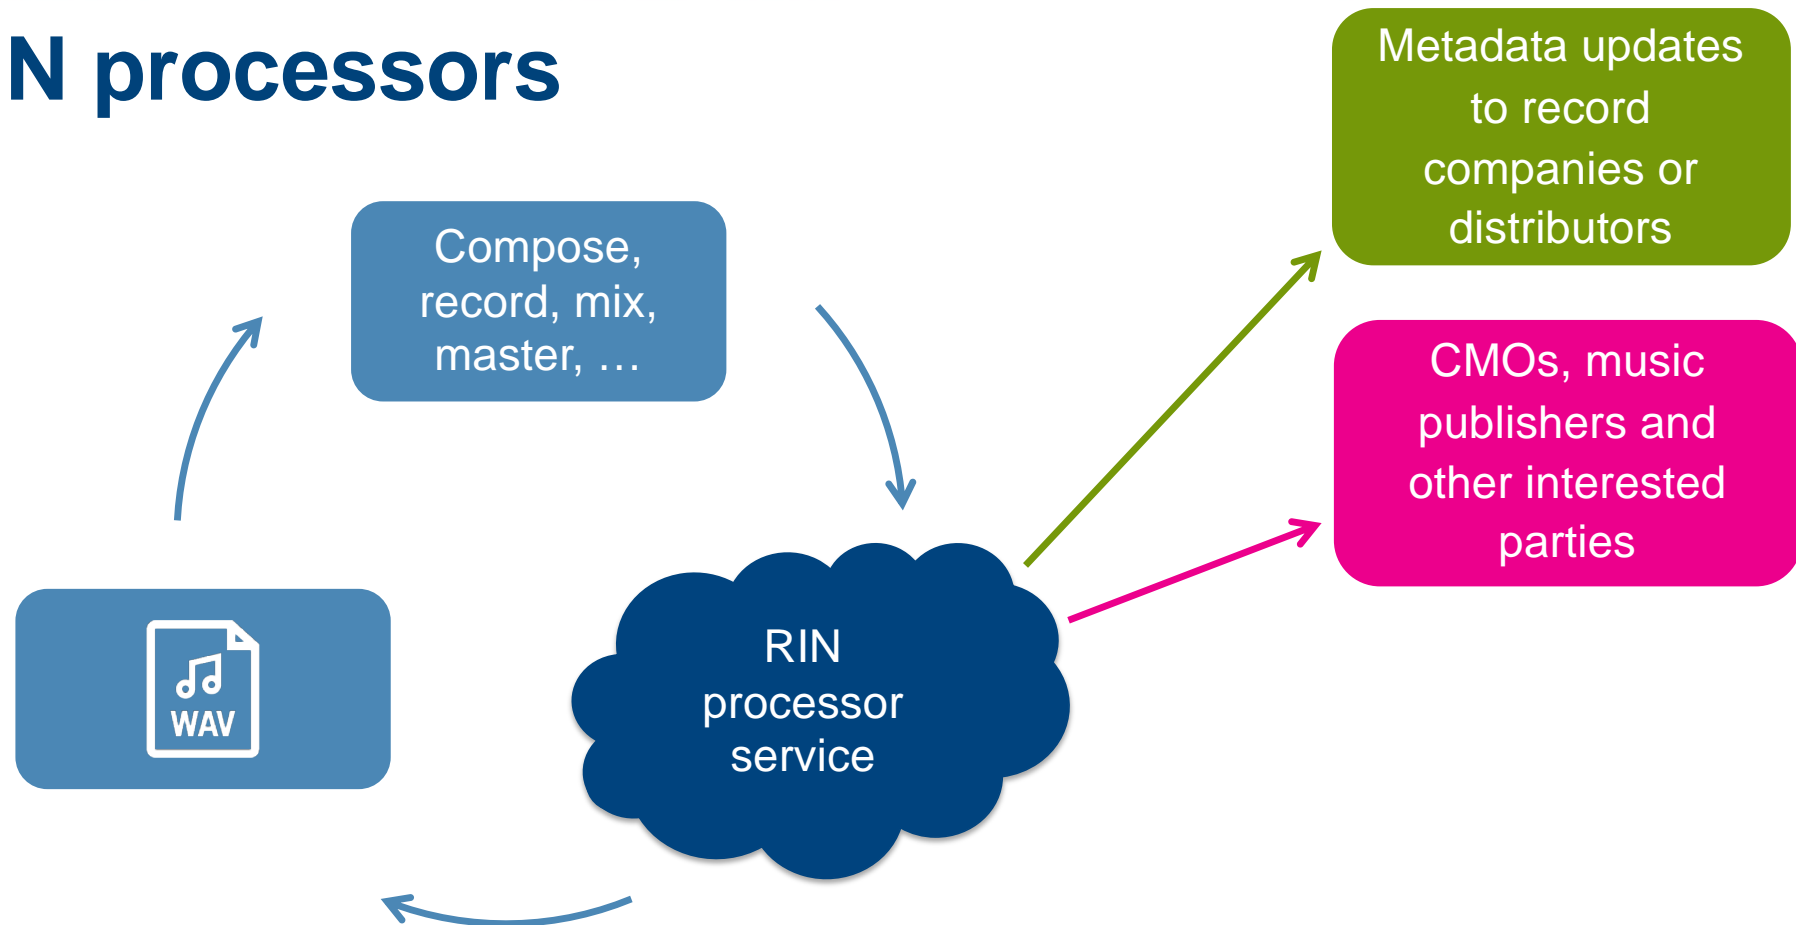 N processors
Compose,
record, mix,
master, …
Metadata updates
to record
companies or
distributors
CMOs, music
publishers and
other interested
parties
RIN
processor
service
WAV